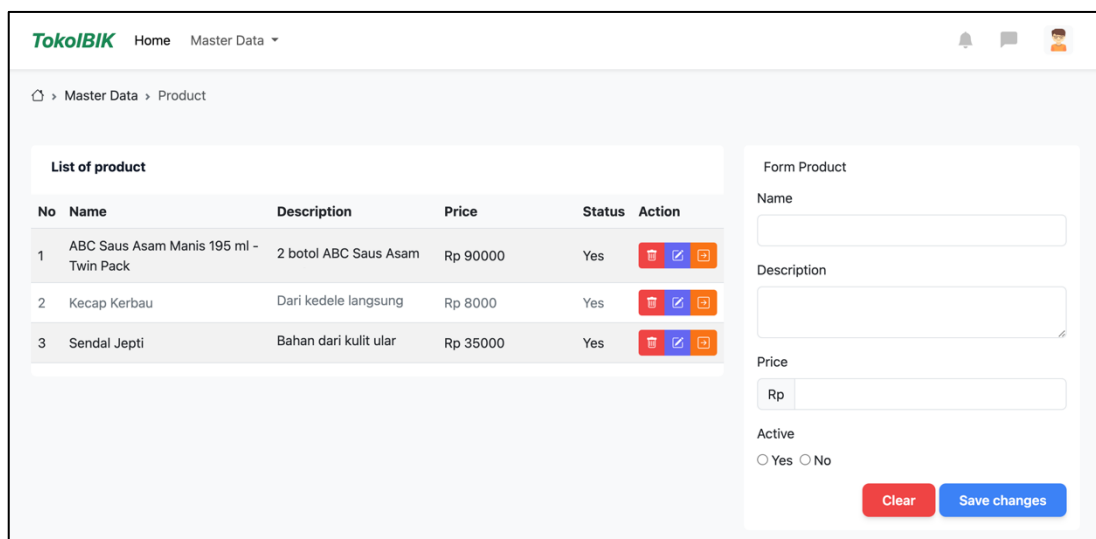 TokoIBIK Home Master Data
Master Data › Product
List of product
No Name Description Price Status Action
1 ABC Saus Asam Manis 195 ml - Twin Pack 2 botol ABC Saus Asam Rp 90000 Yes
2 Kecap Kerbau Dari kedele langsung Rp 8000 Yes
3 Sendal Jepti Bahan dari kulit ular Rp 35000 Yes
Form Product
Name
Description
Price
Rp
Active
Yes No
Clear Save changes